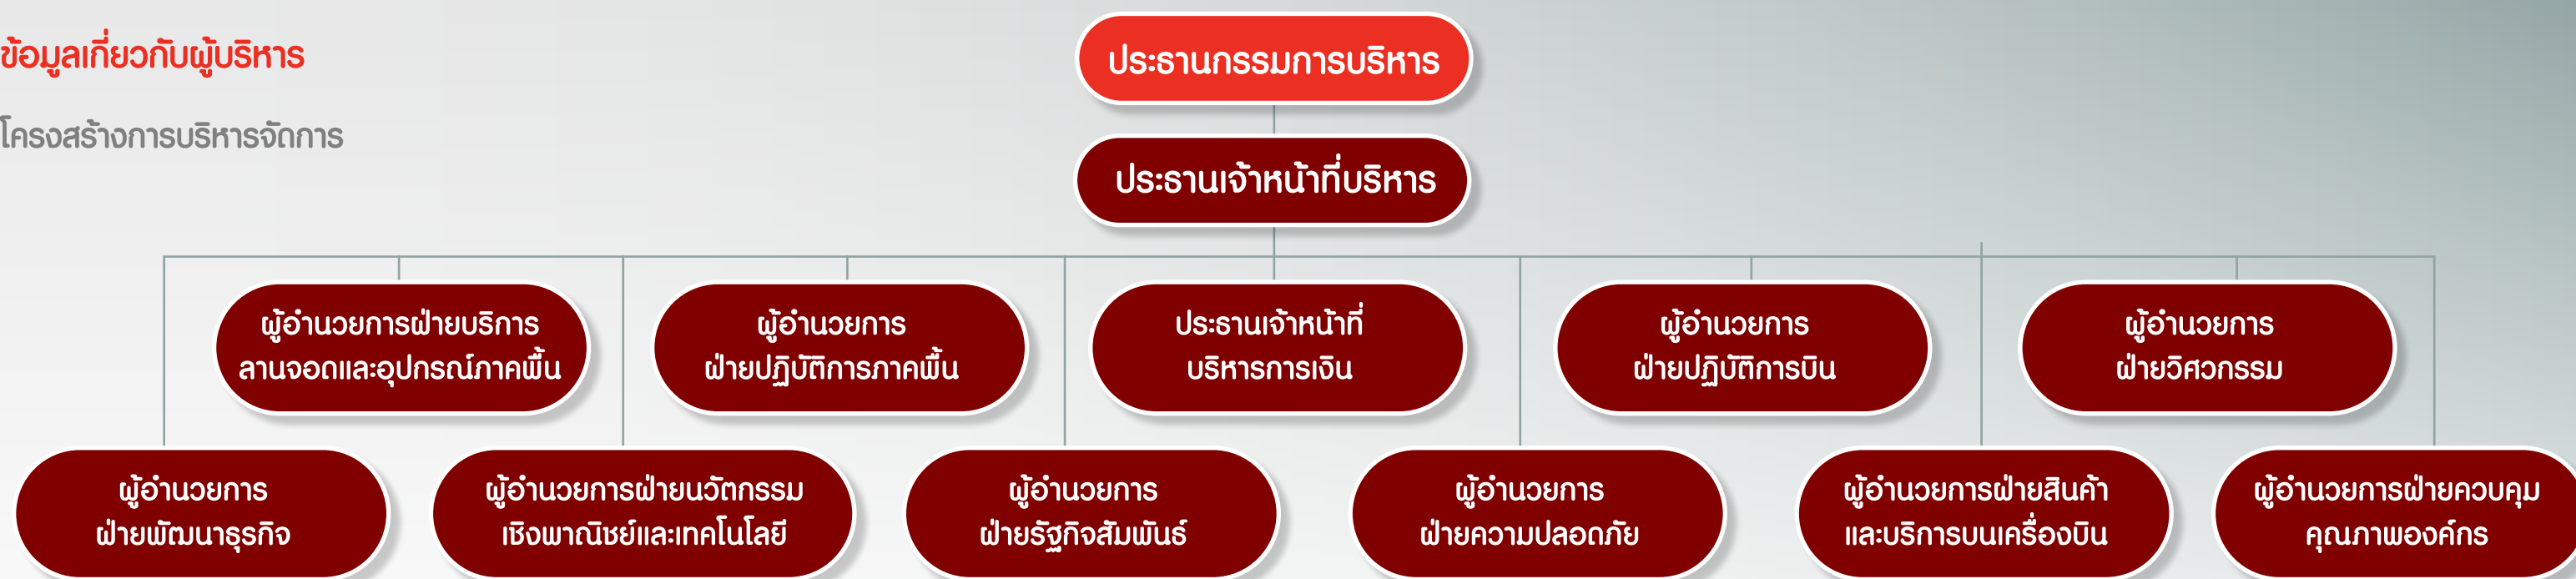 ข้อมูลเกี่ยวกับผู้บริหาร
โครงสร้างการบริหารจัดการ
ประธานกรรมการบริหาร
ประธานเจ้าหน้าที่บริหาร
ผู้อำนวยการฝ่ายบริการ
ลานจอดและอุปกรณ์ภาคพื้น
ผู้อำนวยการ
ฝ่ายปฏิบัติการภาคพื้น
ประธานเจ้าหน้าที่
บริหารการเงิน
ผู้อำนวยการ
ฝ่ายปฏิบัติการบิน
ผู้อำนวยการ
ฝ่ายวิศวกรรม
ผู้อำนวยการ
ฝ่ายพัฒนาธุรกิจ
ผู้อำนวยการฝ่ายนวัตกรรม
เชิงพาณิชย์และเทคโนโลยี
ผู้อำนวยการ
ฝ่ายรัฐกิจสัมพันธ์
ผู้อำนวยการ
ฝ่ายความปลอดภัย
ผู้อำนวยการฝ่ายสินค้า
และบริการบนเครื่องบิน
ผู้อำนวยการฝ่ายควบคุม
คุณภาพองค์กร